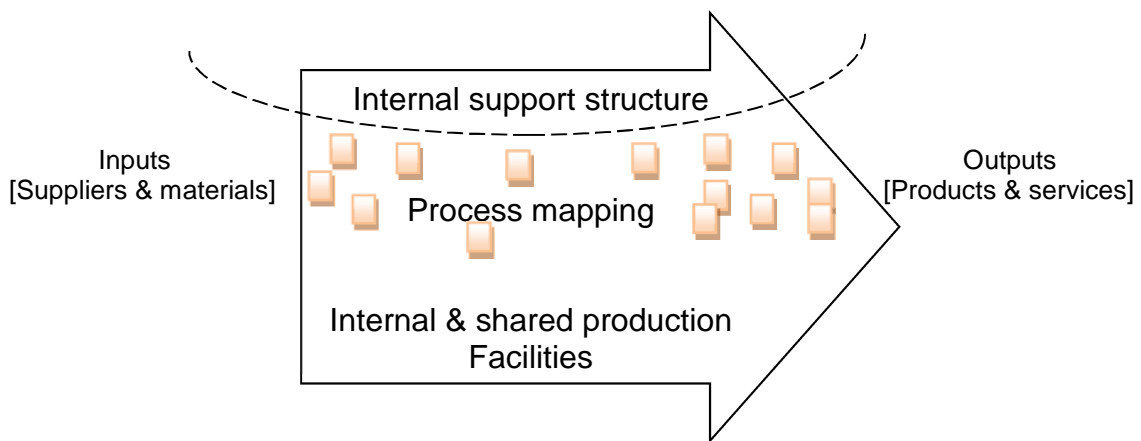 Internal support structure
Inputs
[Suppliers & materials]
Outputs
[Products & services]
Process mapping
Internal & shared production
Facilities